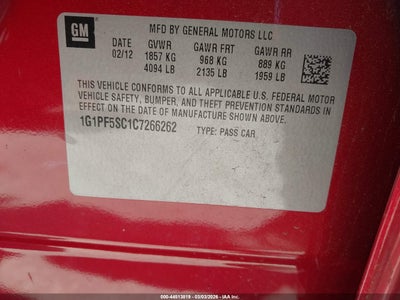 GM
MFD BY GENERAL MOTORS LLC
DATE GVWR GAWR FRT GAWR RR
02/12 1857 KG 968 KG 889 KG
4094 LB 2135 LB 1959 LB
THIS VEHICLE CONFORMS TO ALL APPLICABLE U.S. FEDERAL MOTOR
VEHICLE SAFETY, BUMPER, AND THEFT PREVENTION STANDARDS
IN EFFECT ON THE DATE OF MANUFACTURE SHOWN ABOVE.
1G1PF5SC1C7266262 TYPE: PASS CAR
000-44513819 - 03/03/2026 - IAA Inc.